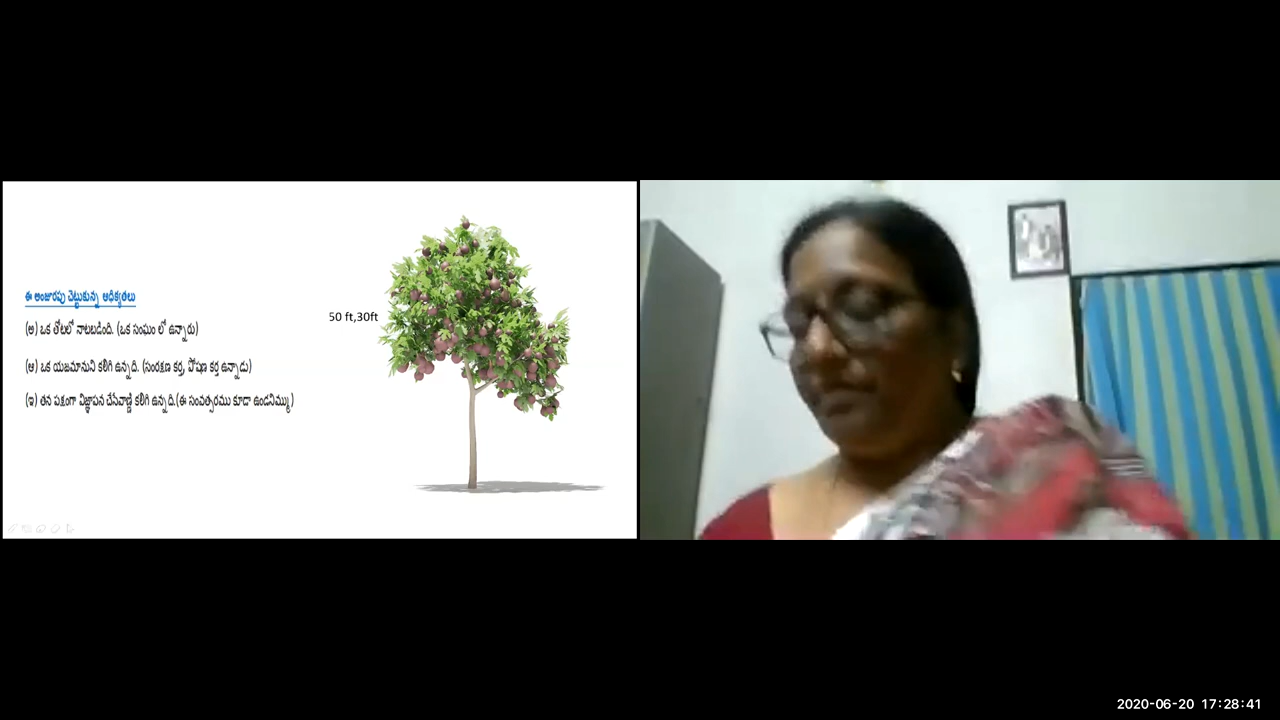 ఈ అంజూరపు చెట్టుకున్న ఆధిక్యతలు
(అ) ఒక తోటలో నాటబడింది. (ఒక సంఘం లో ఉన్నారు)
(ఆ) ఒక యజమానుని కలిగి ఉన్నది. (సంరక్షణ కర్త, పోషణ కర్త ఉన్నాడు)
(ఇ) తన పక్షంగా విజ్ఞాపన చేసేవాణ్ణి కలిగి ఉన్నది.(ఈ సంవత్సరము కూడా ఉండనిమ్ము)
50 ft,30ft
2020-06-20 17:28:41